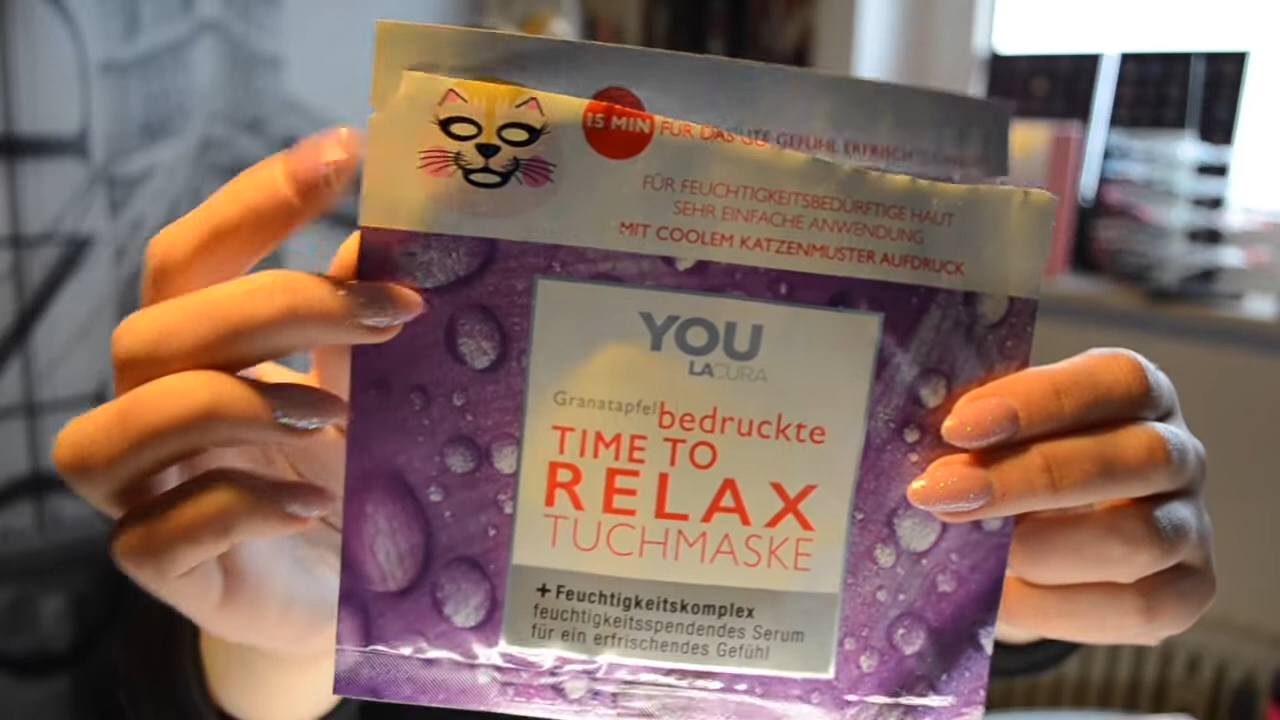 15 MIN FÜR DAS GEFÜHL
FÜR FEUCHTIGKEITSBEDÜRFTIGE HAUT
SEHR EINFACHE ANWENDUNG
MIT COOLEM KATZENMUSTER AUFDRUCK
YOU
LACURA
Granatapfel bedruckte
TIME TO
RELAX
TUCHMASKE
+ Feuchtigkeitskomplex
feuchtigkeitsspendendes Serum
für ein erfrischendes Gefühl